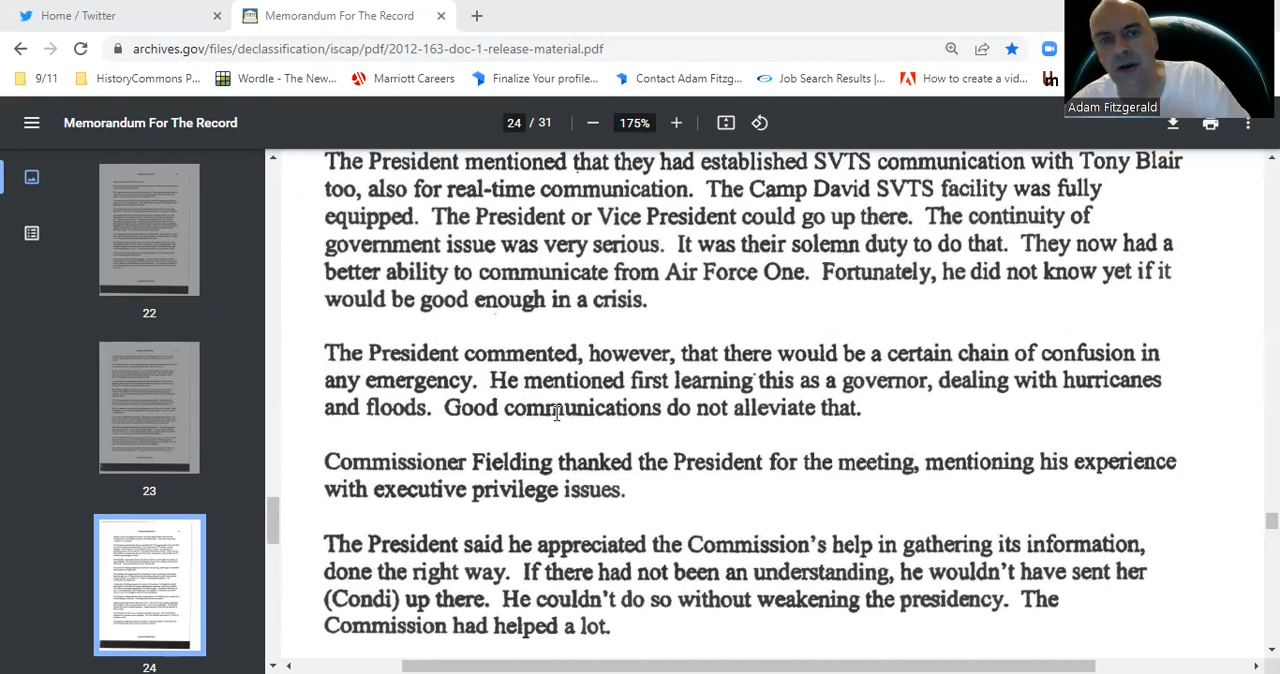 Home / Twitter
Memorandum For The Record
archives.gov/files/declassification/iscap/pdf/2012-163-doc-1-release-material.pdf
9/11
HistoryCommons P...
Wordle - The New...
Marriott Careers
Finalize Your profile...
Contact Adam Fitzg...
Job Search Results |...
How to create a vid...
Adam Fitzgerald
Memorandum For The Record
24 / 31
175%
22
23
24
The President mentioned that they had established SVTS communication with Tony Blair
too, also for real-time communication. The Camp David SVTS facility was fully
equipped. The President or Vice President could go up there. The continuity of
government issue was very serious. It was their solemn duty to do that. They now had a
better ability to communicate from Air Force One. Fortunately, he did not know yet if it
would be good enough in a crisis.
The President commented, however, that there would be a certain chain of confusion in
any emergency. He mentioned first learning this as a governor, dealing with hurricanes
and floods. Good communications do not alleviate that.
Commissioner Fielding thanked the President for the meeting, mentioning his experience
with executive privilege issues.
The President said he appreciated the Commission's help in gathering its information,
done the right way. If there had not been an understanding, he wouldn't have sent her
(Condi) up there. He couldn't do so without weakening the presidency. The
Commission had helped a lot.